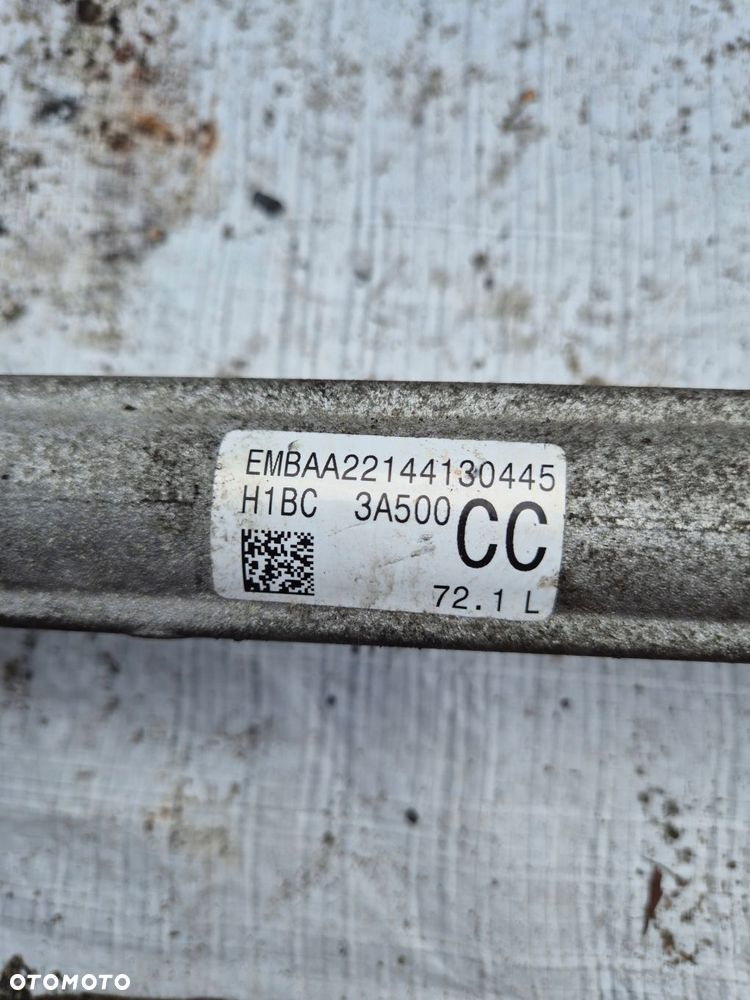 EMBAA22144130445
H1BC 3A500 CC
72.1 L
OTOMOTO